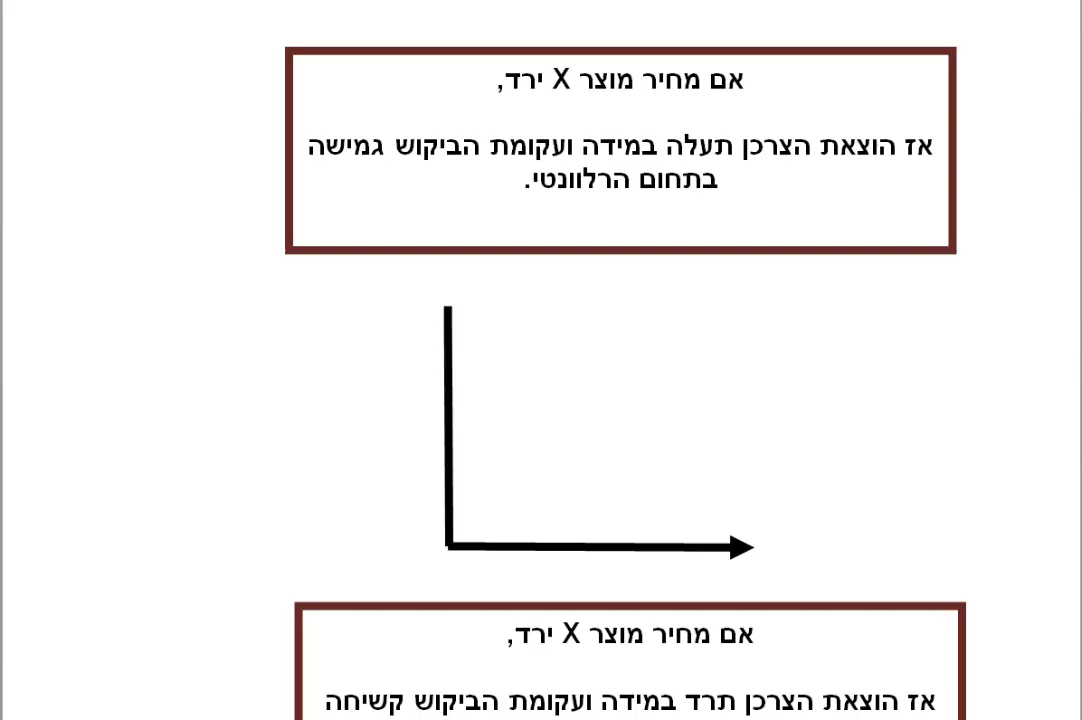 אם מחיר מוצר X ירד,
אז הוצאת הצרכן תעלה במידה ועקומת הביקוש גמישה
בתחום הרלוונטי.
אם מחיר מוצר X ירד,
אז הוצאת הצרכן תרד במידה ועקומת הביקוש קשיחה